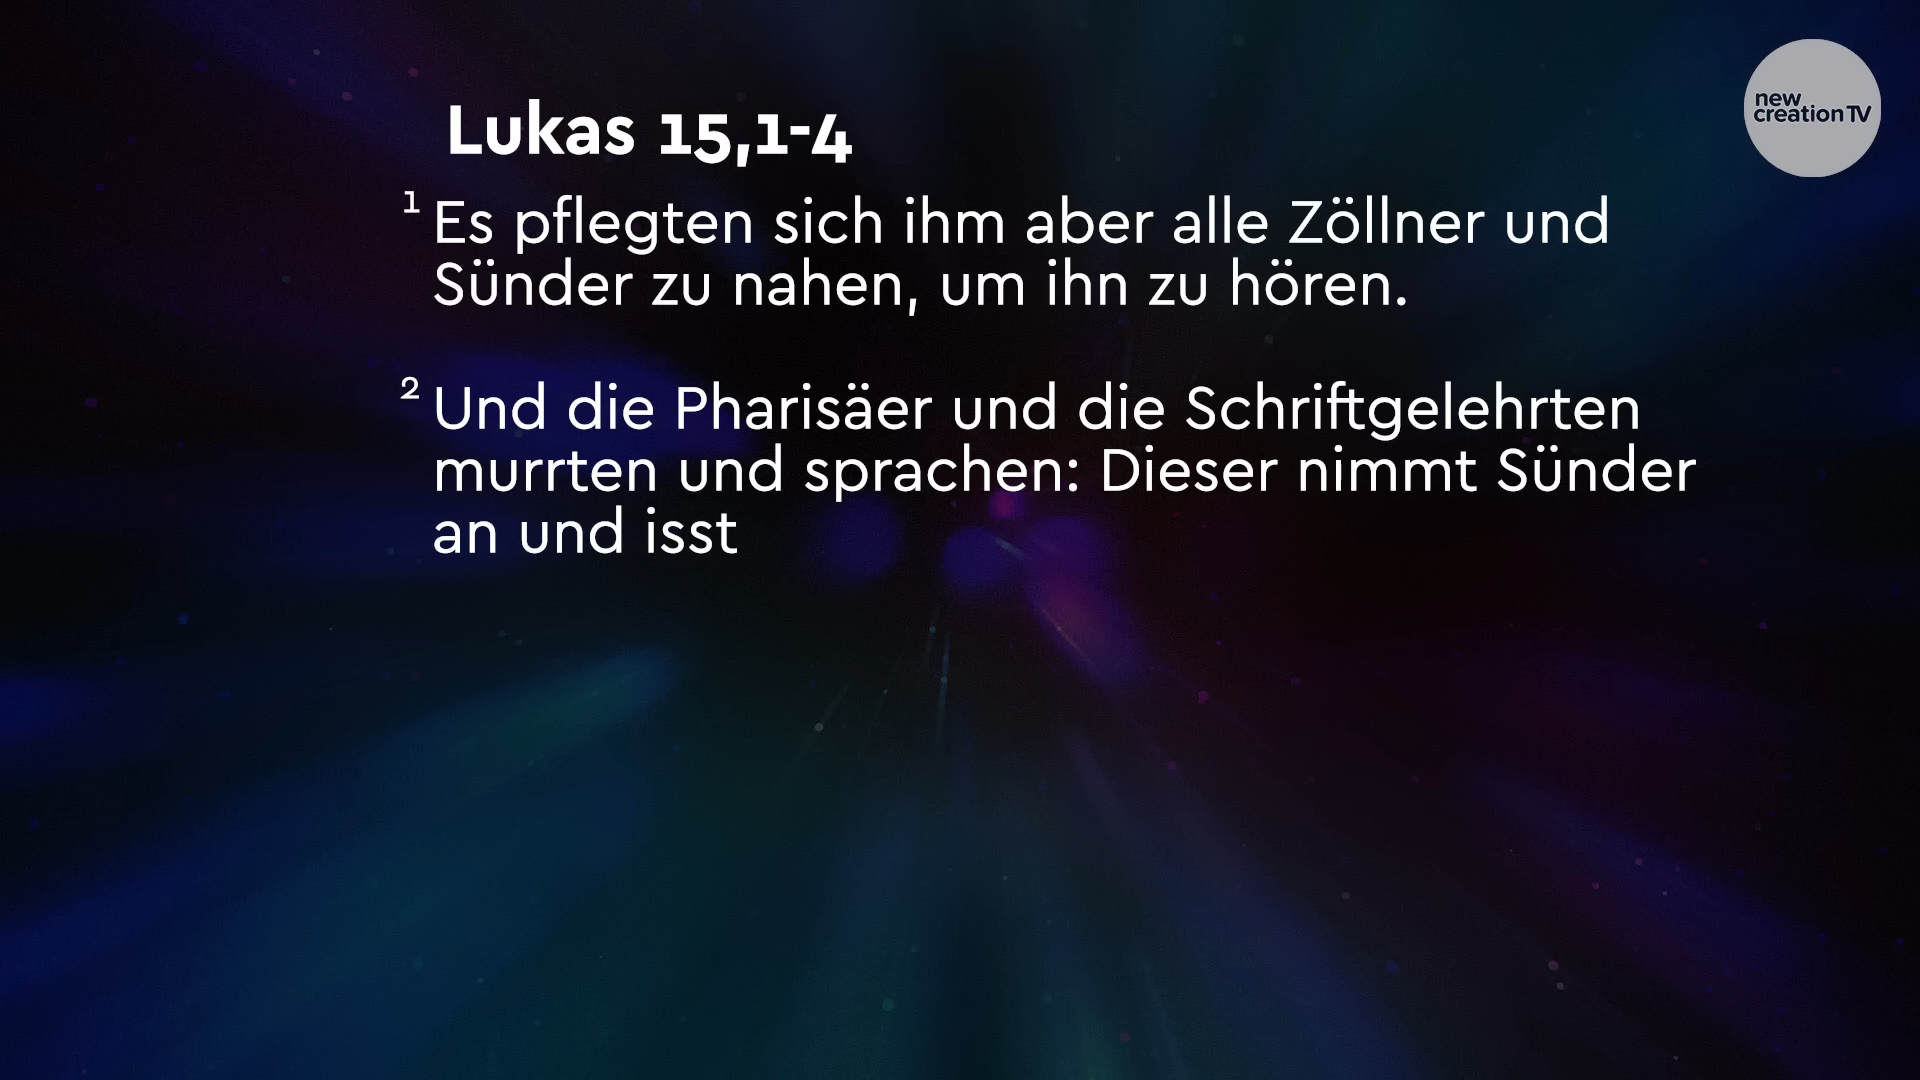 new
creation TV
Lukas 15,1-4
1 Es pflegten sich ihm aber alle Zöllner und
Sünder zu nahen, um ihn zu hören.
2 Und die Pharisäer und die Schriftgelehrten
murrten und sprachen: Dieser nimmt Sünder
an und isst